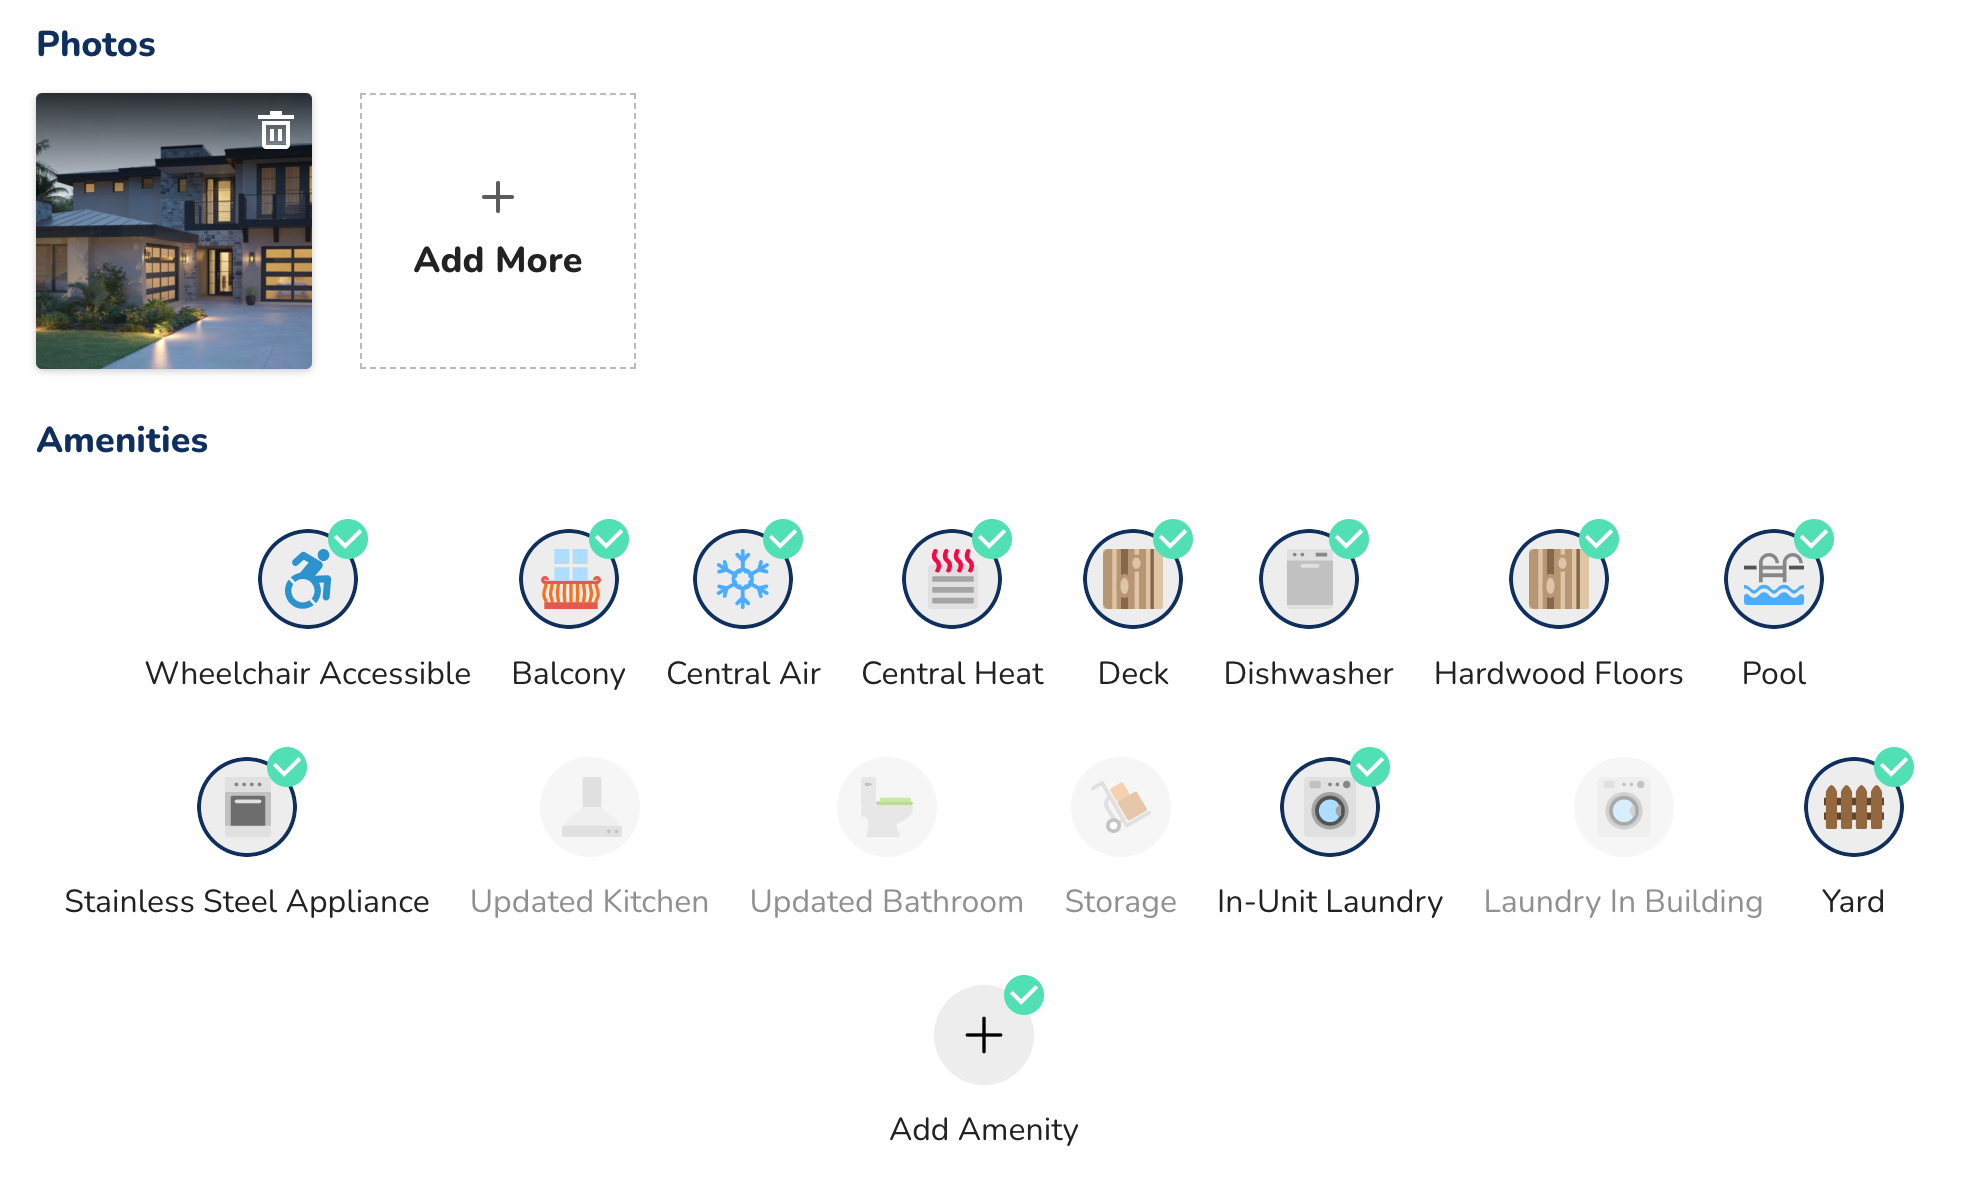 Photos
Add More
Amenities
Wheelchair Accessible
Balcony
Central Air
Central Heat
Deck
Dishwasher
Hardwood Floors
Pool
Stainless Steel Appliance
Updated Kitchen
Updated Bathroom
Storage
In-Unit Laundry
Laundry In Building
Yard
Add Amenity